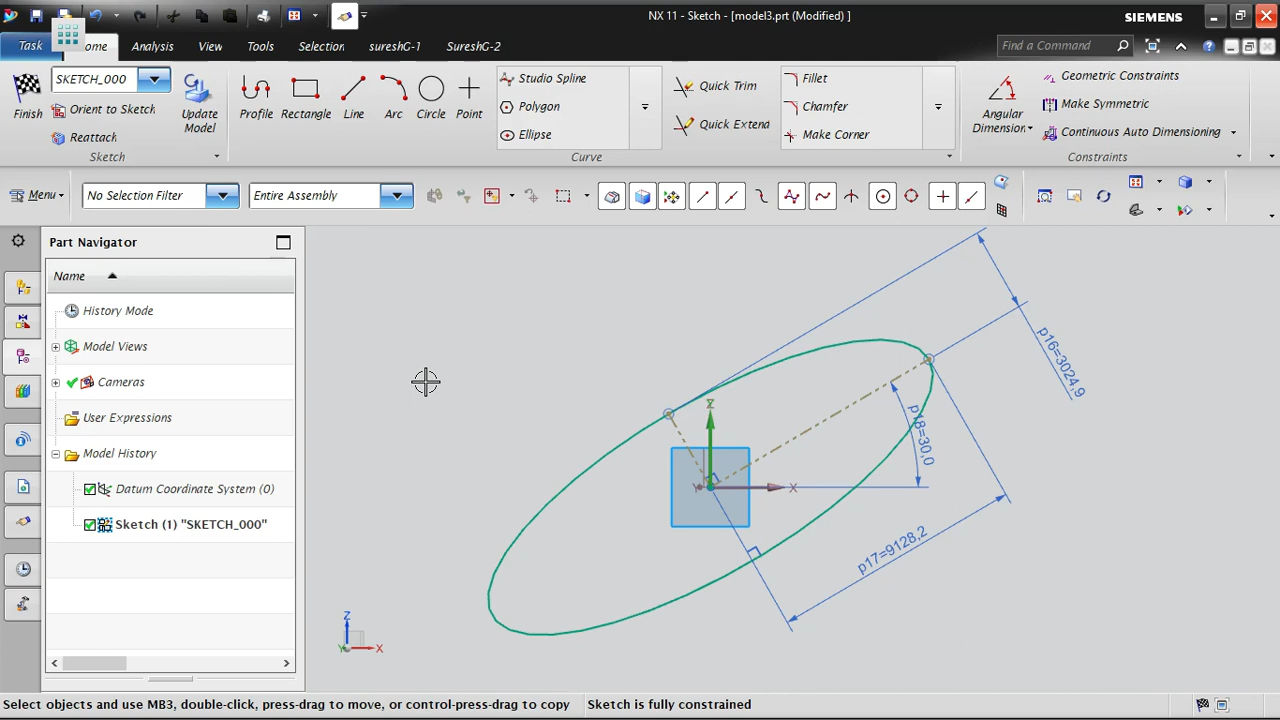 NX 11 - Sketch - [model3.prt (Modified) ]
SIEMENS
Task
Home
Analysis
View
Tools
Selection
sureshG-1
SureshG-2
Find a Command
Finish
SKETCH_000
Orient to Sketch
Reattach
Update
Model
Sketch
Profile
Rectangle
Line
Arc
Circle
Point
Studio Spline
Polygon
Ellipse
Quick Trim
Quick Extend
Fillet
Chamfer
Make Corner
Curve
Angular
Dimension
Geometric Constraints
Make Symmetric
Continuous Auto Dimensioning
Constraints
Menu
No Selection Filter
Entire Assembly
Part Navigator
Name
History Mode
Model Views
Cameras
User Expressions
Model History
Datum Coordinate System (0)
Sketch (1) "SKETCH_000"
p16=3024,9
p18=30,0
p17=9128,2
Z
Y
X
Z
Y
X
Select objects and use MB3, double-click, press-drag to move, or control-press-drag to copy
Sketch is fully constrained